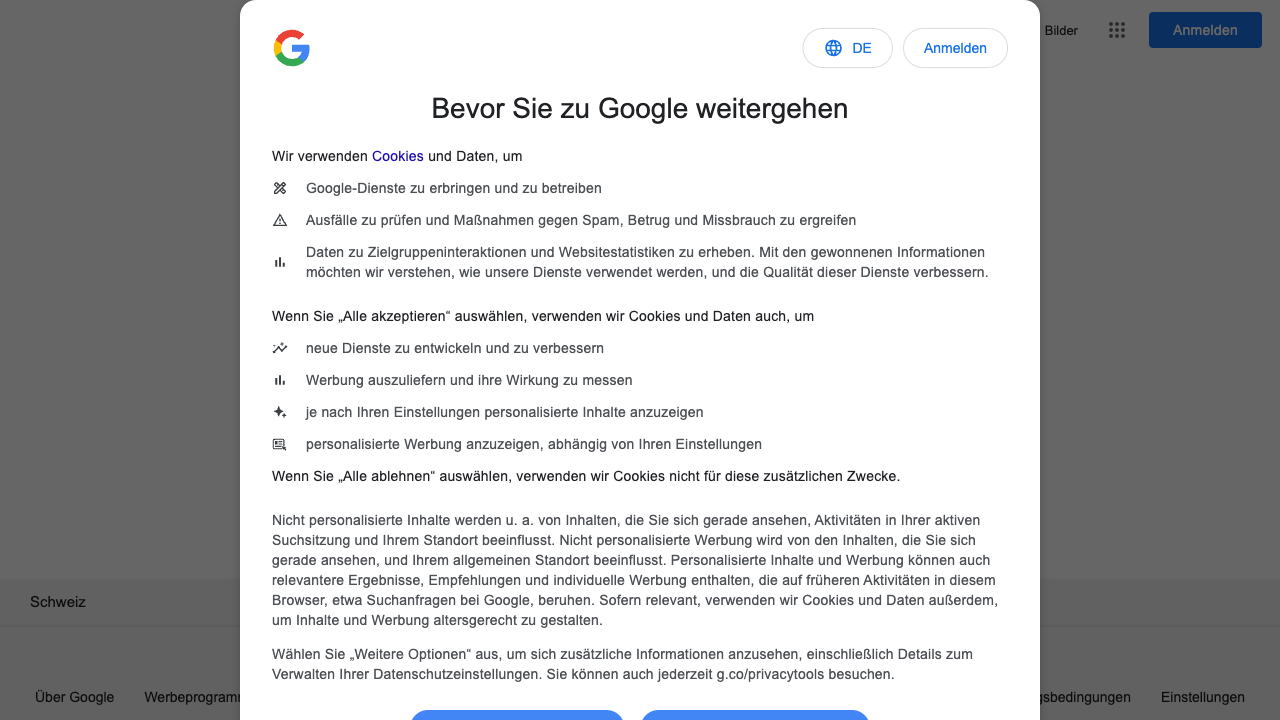 Bilder
Anmelden
DE
Anmelden
Bevor Sie zu Google weitergehen
Wir verwenden Cookies und Daten, um
Google-Dienste zu erbringen und zu betreiben
Ausfälle zu prüfen und Maßnahmen gegen Spam, Betrug und Missbrauch zu ergreifen
Daten zu Zielgruppeninteraktionen und Websitestatistiken zu erheben. Mit den gewonnenen Informationen
möchten wir verstehen, wie unsere Dienste verwendet werden, und die Qualität dieser Dienste verbessern.
Wenn Sie „Alle akzeptieren“ auswählen, verwenden wir Cookies und Daten auch, um
neue Dienste zu entwickeln und zu verbessern
Werbung auszuliefern und ihre Wirkung zu messen
je nach Ihren Einstellungen personalisierte Inhalte anzuzeigen
personalisierte Werbung anzuzeigen, abhängig von Ihren Einstellungen
Wenn Sie „Alle ablehnen“ auswählen, verwenden wir Cookies nicht für diese zusätzlichen Zwecke.
Nicht personalisierte Inhalte werden u. a. von Inhalten, die Sie sich gerade ansehen, Aktivitäten in Ihrer aktiven
Suchsitzung und Ihrem Standort beeinflusst. Nicht personalisierte Werbung wird von den Inhalten, die Sie sich
gerade ansehen, und Ihrem allgemeinen Standort beeinflusst. Personalisierte Inhalte und Werbung können auch
relevantere Ergebnisse, Empfehlungen und individuelle Werbung enthalten, die auf früheren Aktivitäten in diesem
Browser, etwa Suchanfragen bei Google, beruhen. Sofern relevant, verwenden wir Cookies und Daten außerdem,
um Inhalte und Werbung altersgerecht zu gestalten.
Wählen Sie „Weitere Optionen“ aus, um sich zusätzliche Informationen anzusehen, einschließlich Details zum
Verwalten Ihrer Datenschutzeinstellungen. Sie können auch jederzeit g.co/privacytools besuchen.
Schweiz
Über Google
Werbeprogram
gsbedingungen
Einstellungen